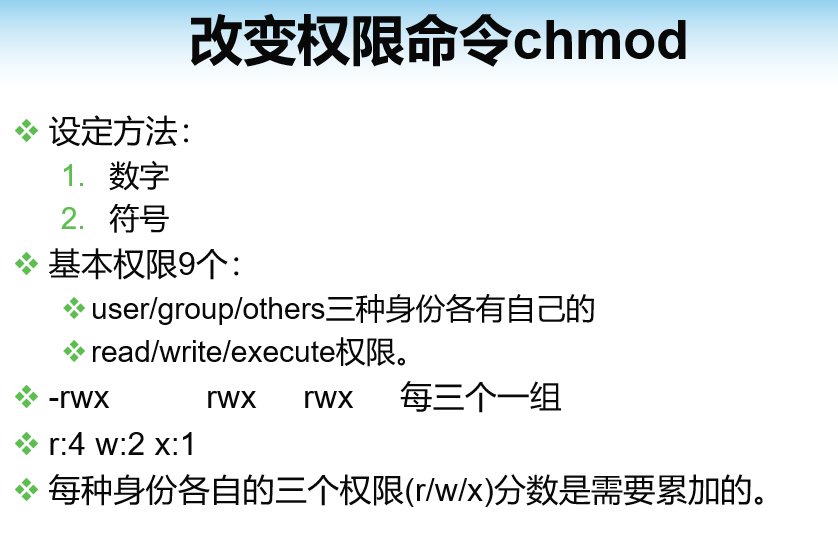 改变权限命令chmod
设定方法：
1. 数字
2. 符号
基本权限9个：
user/group/others三种身份各有自己的
read/write/execute权限。
-rwx rwx rwx 每三个一组
r:4 w:2 x:1
每种身份各自的三个权限(r/w/x)分数是需要累加的。